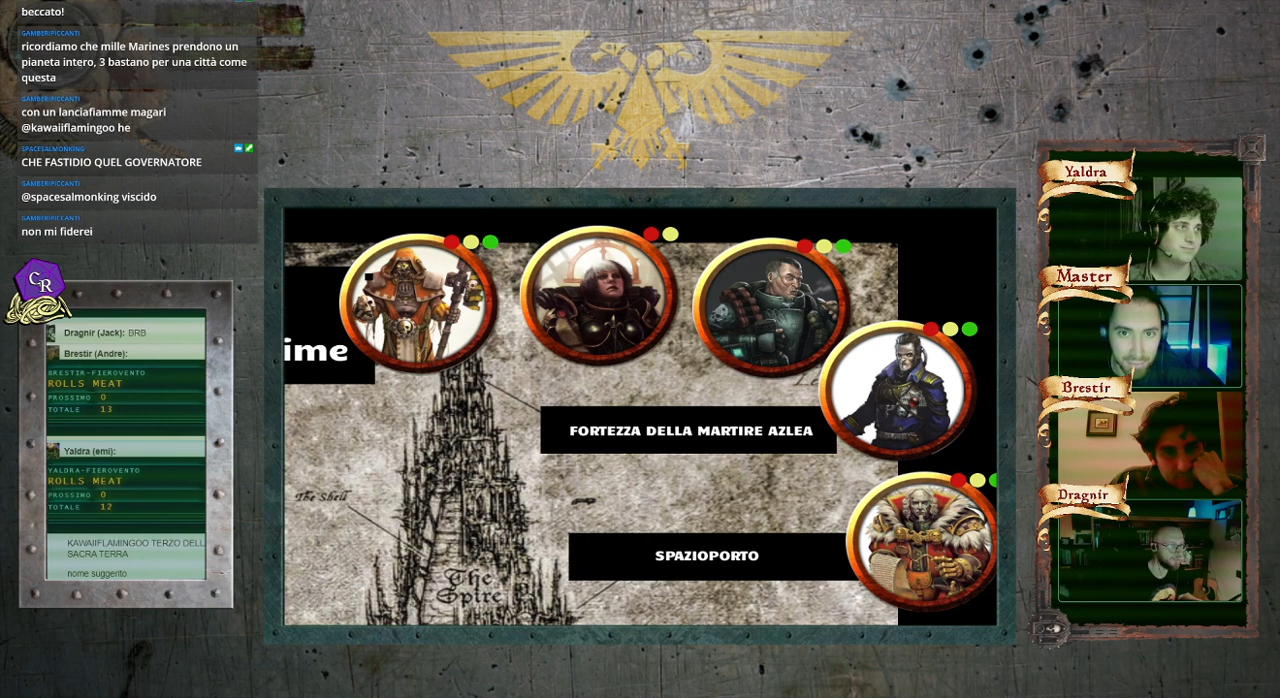 beccato!
GAMBERIPICCANTI
ricordiamo che mille Marines prendono un
pianeta intero, 3 bastano per una città come
questa
GAMBERIPICCANTI
con un lanciafiamme magari
@kawaiiflamingoo he
SPACESALMONKING
CHE FASTIDIO QUEL GOVERNATORE
GAMBERIPICCANTI
@spacesalmonking viscido
GAMBERIPICCANTI
non mi fiderei
CR
Dragnir (Jack): BRB
Brestir (Andre):
BRESTIR-FIEROVENTO
ROLLS MEAT
PROSSIMO 0
TOTALE 13
Yaldra (emi):
YALDRA-FIEROVENTO
ROLLS MEAT
PROSSIMO 0
TOTALE 12
KAWAIIFLAMINGOO TERZO DELL
SACRA TERRA
nome suggerito
ime
FORTEZZA DELLA MARTIRE AZLEA
The Shell
SPAZIOPORTO
The
Spire
Yaldra
Master
Brestir
Dragnir